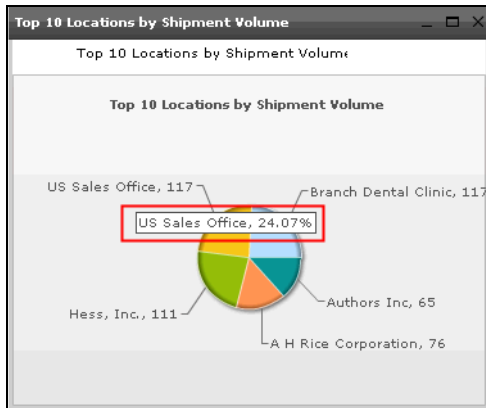 Top 10 Locations by Shipment Volume
Top 10 Locations by Shipment Volume
Top 10 Locations by Shipment Volume
US Sales Office, 117
Branch Dental Clinic, 117
US Sales Office, 24.07%
Authors Inc, 65
Hess, Inc., 111
A H Rice Corporation, 76